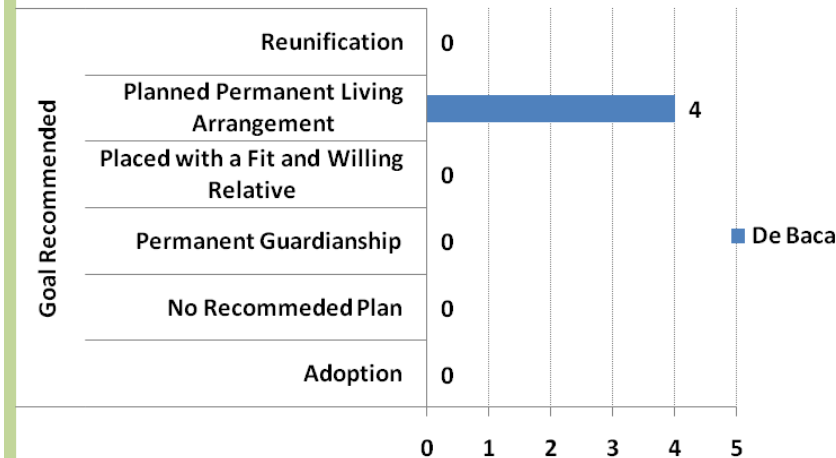 Goal Recommended
Reunification
0
Planned Permanent Living
Arrangement
4
Placed with a Fit and Willing
Relative
0
Permanent Guardianship
0
No Recommeded Plan
0
Adoption
0
De Baca
0 1 2 3 4 5